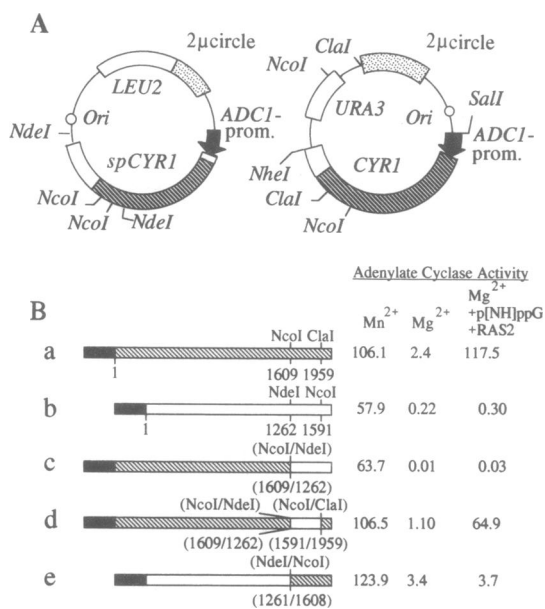 A
2μcircle
LEU2
Ori
NdeI
ADC1-
prom.
spCYR1
NcoI
NcoI
NdeI
ClaI
2μcircle
NcoI
URA3
Ori
SalI
ADC1-
prom.
NheI
CYR1
ClaI
NcoI
B
Adenylate Cyclase Activity
Mn2+ Mg2+ Mg2+ +p[NH]ppG +RAS2
NcoI ClaI
a 106.1 2.4 117.5
1 1609 1959
NdeI NcoI
b 57.9 0.22 0.30
1 1262 1591
(NcoI/NdeI)
c 63.7 0.01 0.03
(1609/1262)
(NcoI/NdeI) (NcoI/ClaI)
d 106.5 1.10 64.9
(1609/1262) (1591/1959)
(NdeI/NcoI)
e 123.9 3.4 3.7
(1261/1608)